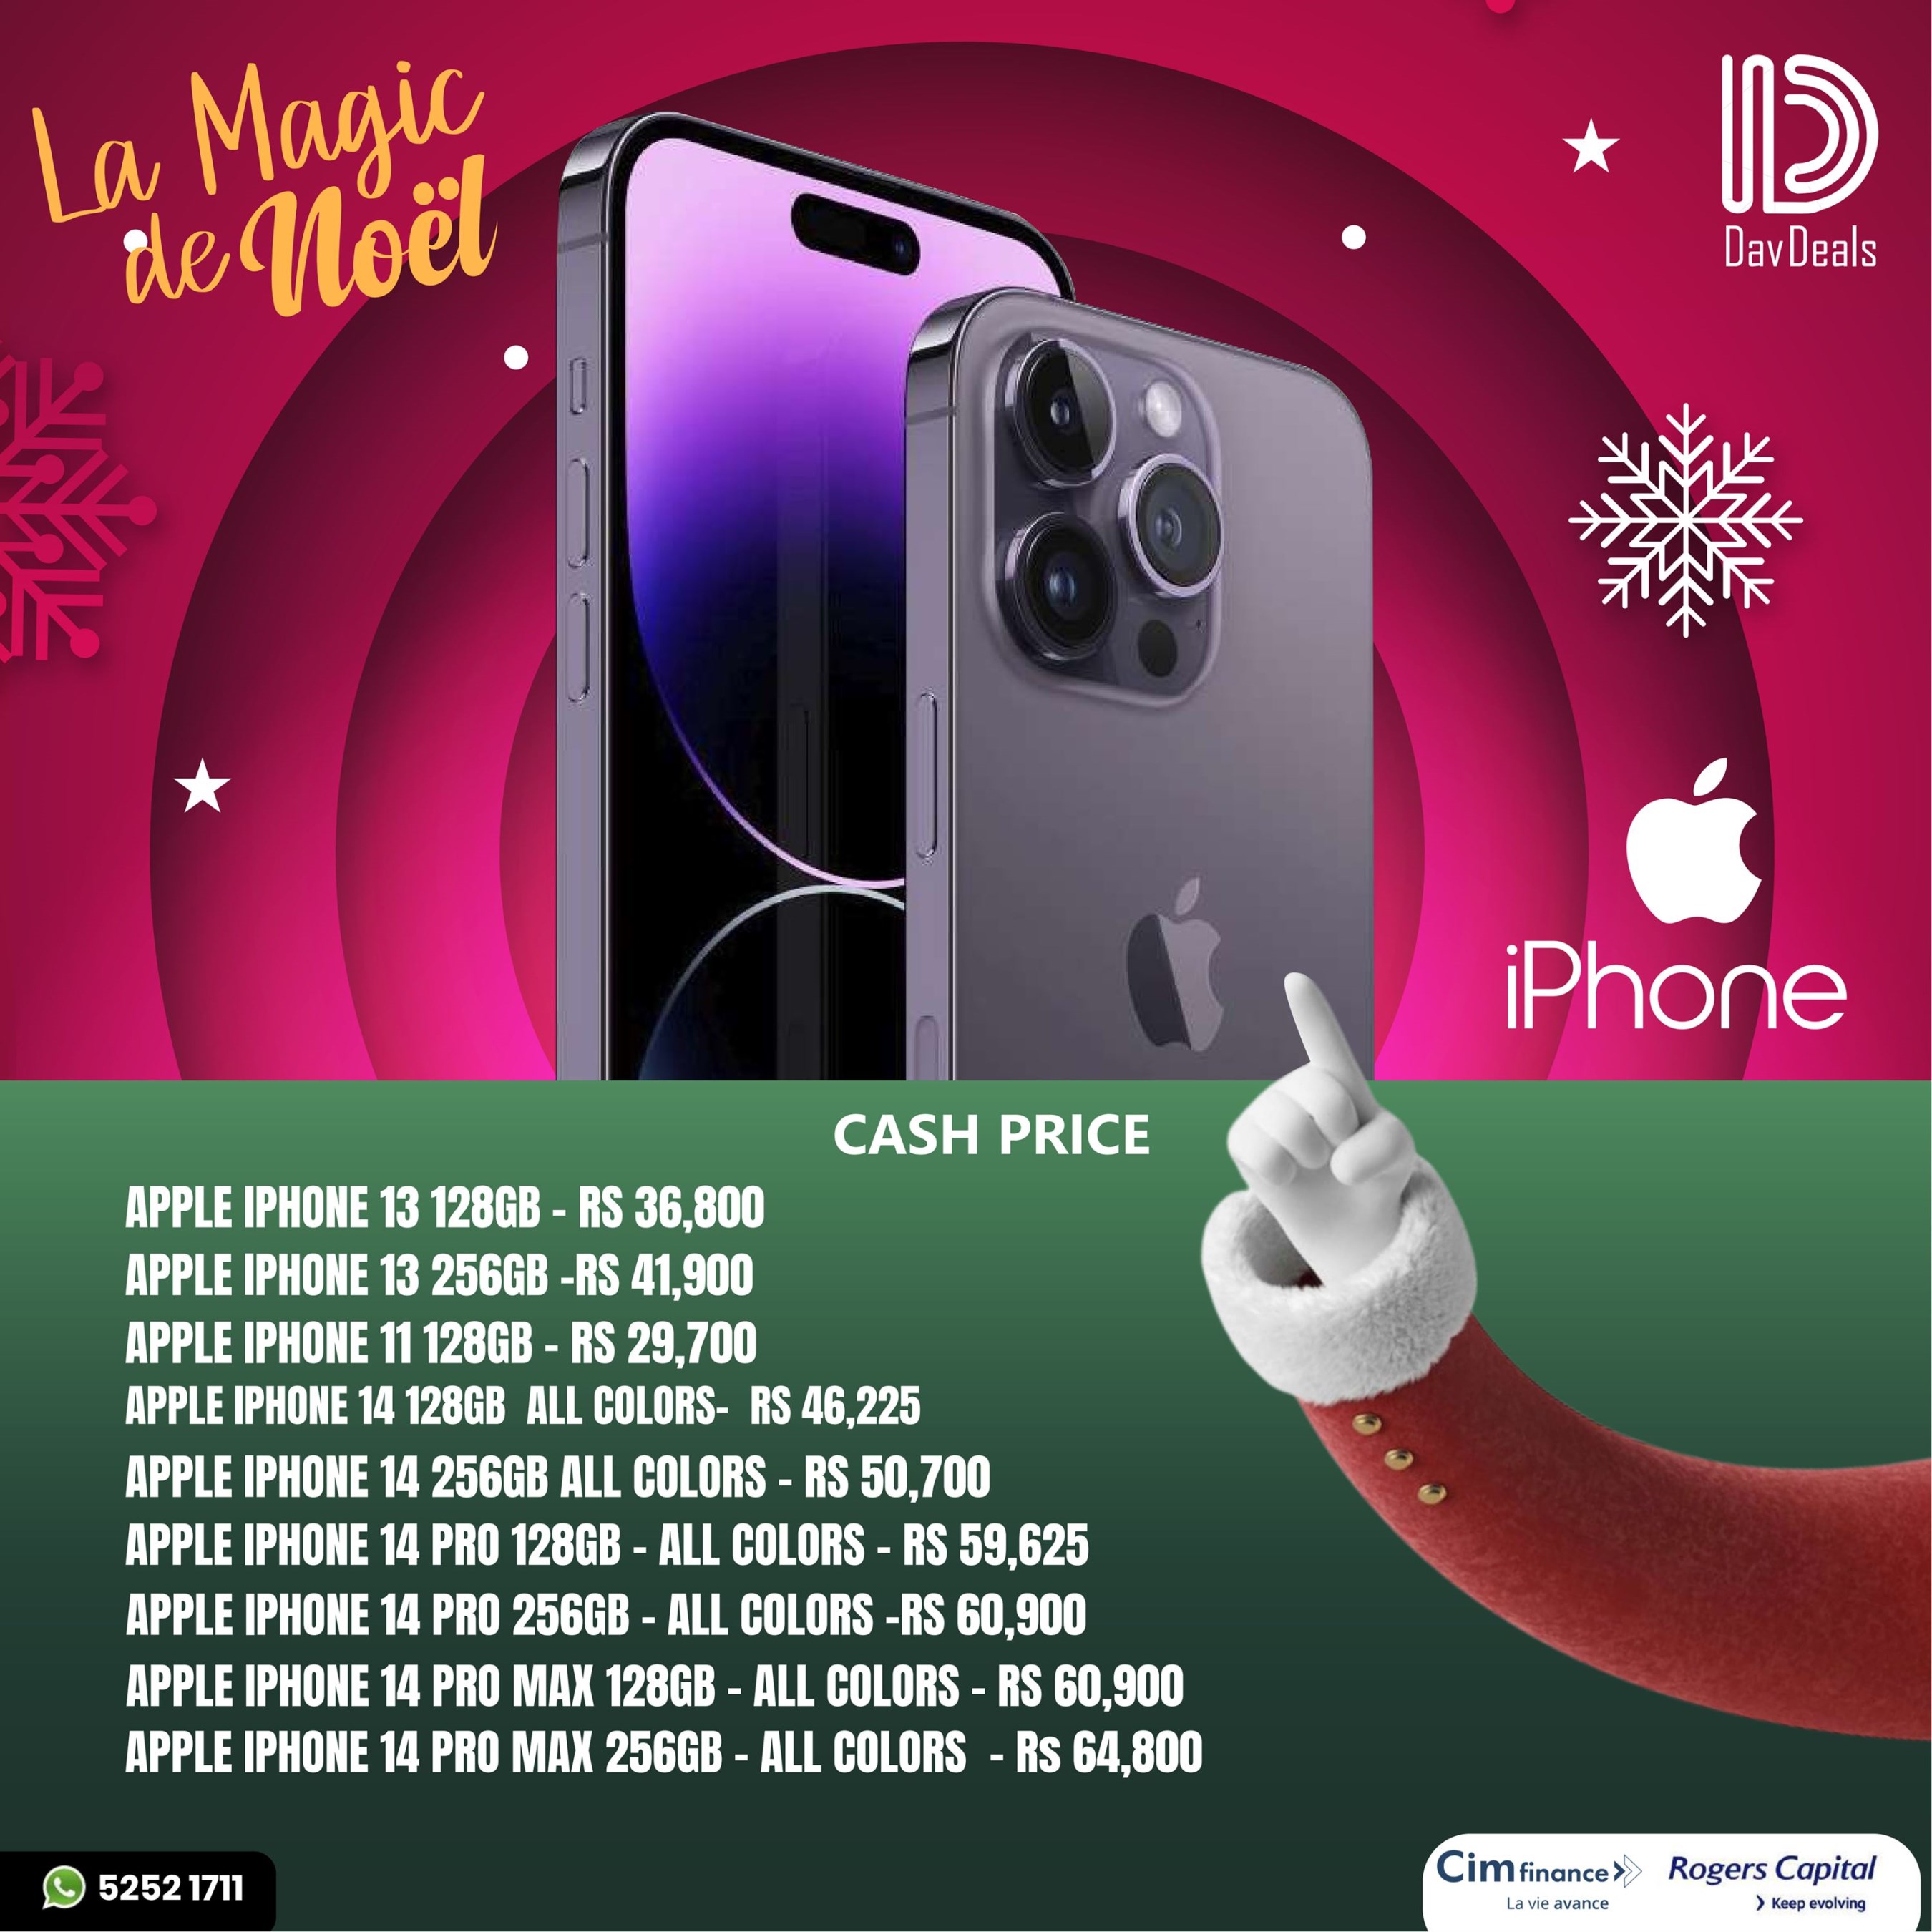 La Magic
de Noël
DavDeals
iPhone
CASH PRICE
APPLE IPHONE 13 128GB - RS 36,800
APPLE IPHONE 13 256GB -RS 41,900
APPLE IPHONE 11 128GB - RS 29,700
APPLE IPHONE 14 128GB ALL COLORS- RS 46,225
APPLE IPHONE 14 256GB ALL COLORS - RS 50,700
APPLE IPHONE 14 PRO 128GB - ALL COLORS - RS 59,625
APPLE IPHONE 14 PRO 256GB - ALL COLORS -RS 60,900
APPLE IPHONE 14 PRO MAX 128GB - ALL COLORS - RS 60,900
APPLE IPHONE 14 PRO MAX 256GB - ALL COLORS - Rs 64,800
5252 1711
Cim finance
La vie avance
Rogers Capital
Keep evolving